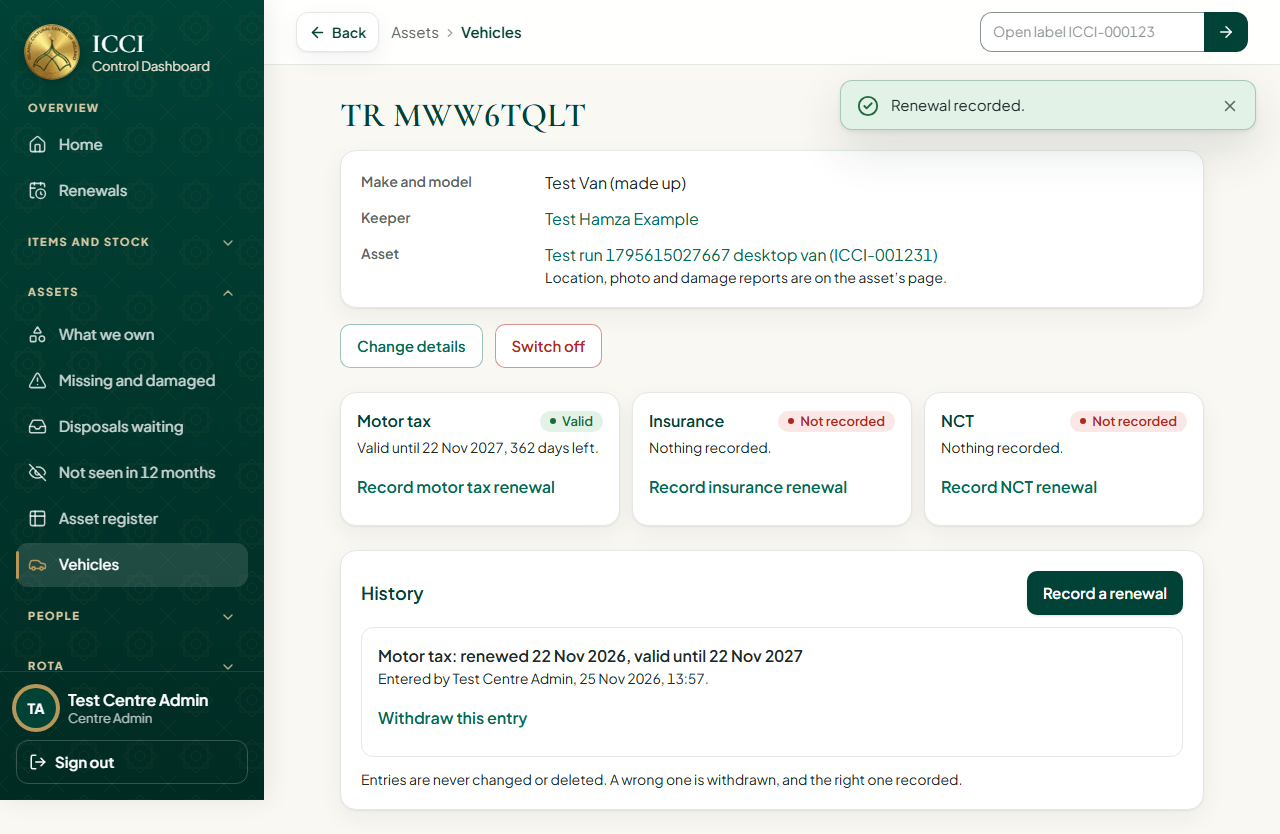 ICCI
Control Dashboard
OVERVIEW
Home
Renewals
ITEMS AND STOCK
ASSETS
What we own
Missing and damaged
Disposals waiting
Not seen in 12 months
Asset register
Vehicles
PEOPLE
ROTA
TA
Test Centre Admin
Centre Admin
Sign out
Back
Assets
Vehicles
Open label ICCI-000123
Renewal recorded.
TR MWW6TQLT
Make and model
Test Van (made up)
Keeper
Test Hamza Example
Asset
Test run 1795615027667 desktop van (ICCI-001231)
Location, photo and damage reports are on the asset's page.
Change details
Switch off
Motor tax
Valid
Valid until 22 Nov 2027, 362 days left.
Record motor tax renewal
Insurance
Not recorded
Nothing recorded.
Record insurance renewal
NCT
Not recorded
Nothing recorded.
Record NCT renewal
History
Record a renewal
Motor tax: renewed 22 Nov 2026, valid until 22 Nov 2027
Entered by Test Centre Admin, 25 Nov 2026, 13:57.
Withdraw this entry
Entries are never changed or deleted. A wrong one is withdrawn, and the right one recorded.